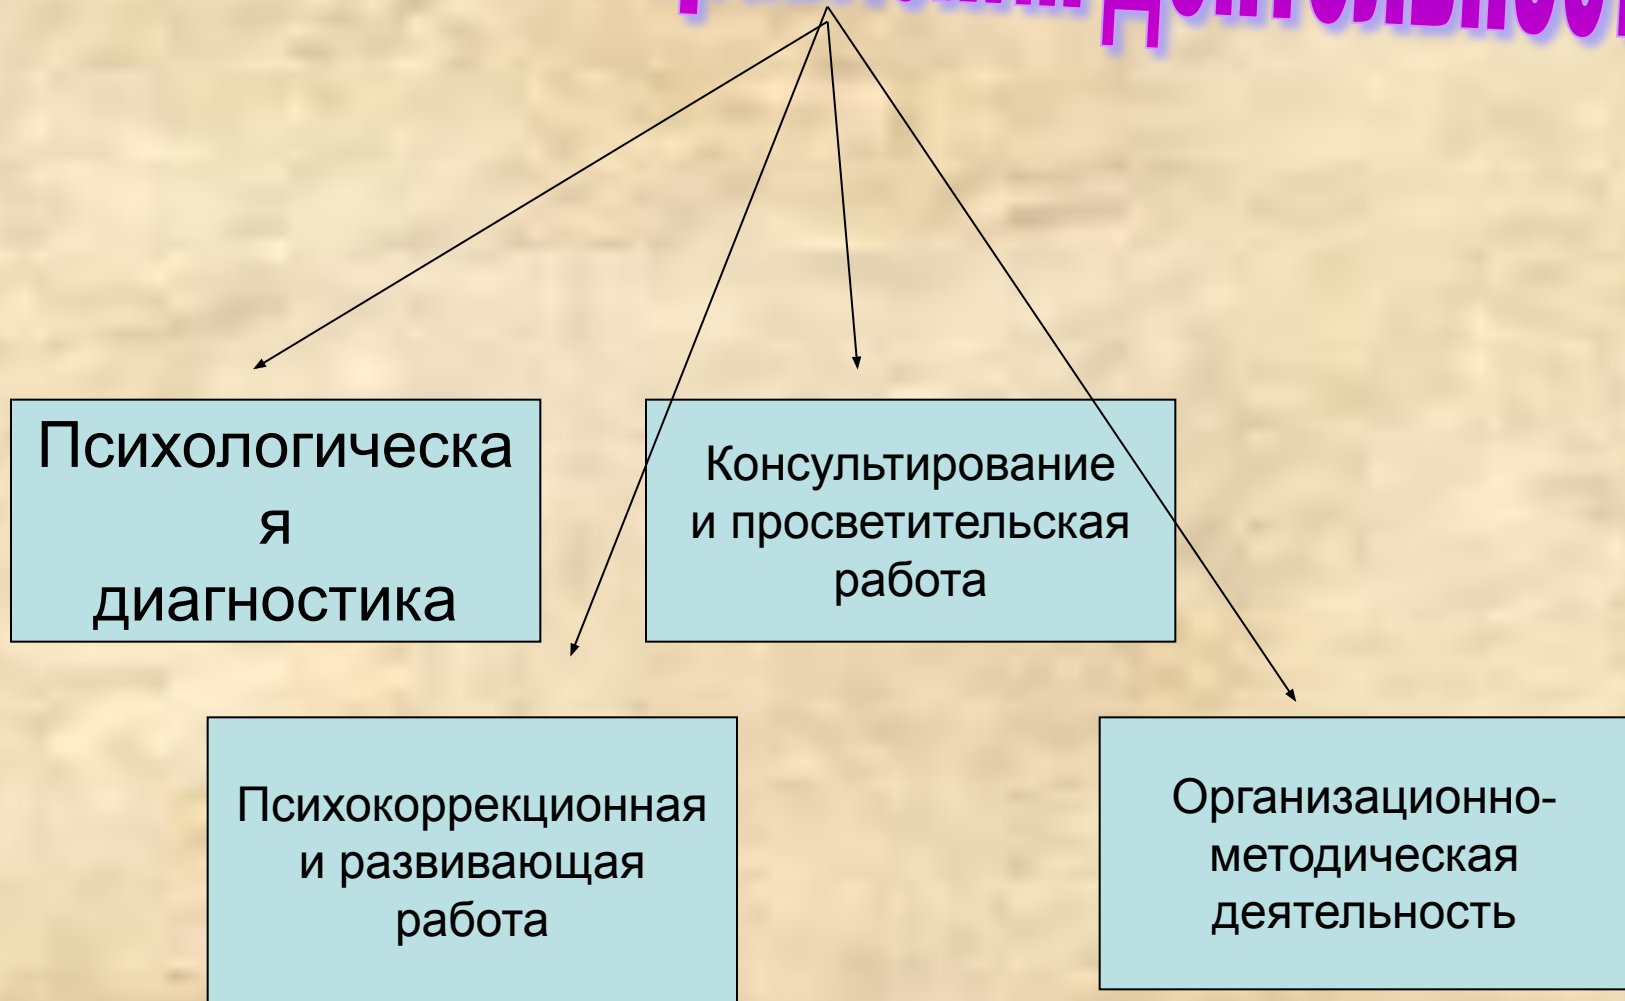 Психологическа
я
диагностика
Консультирование
и просветительская
работа
Психокоррекционная
и развивающая
работа
Организационно-
методическая
деятельность